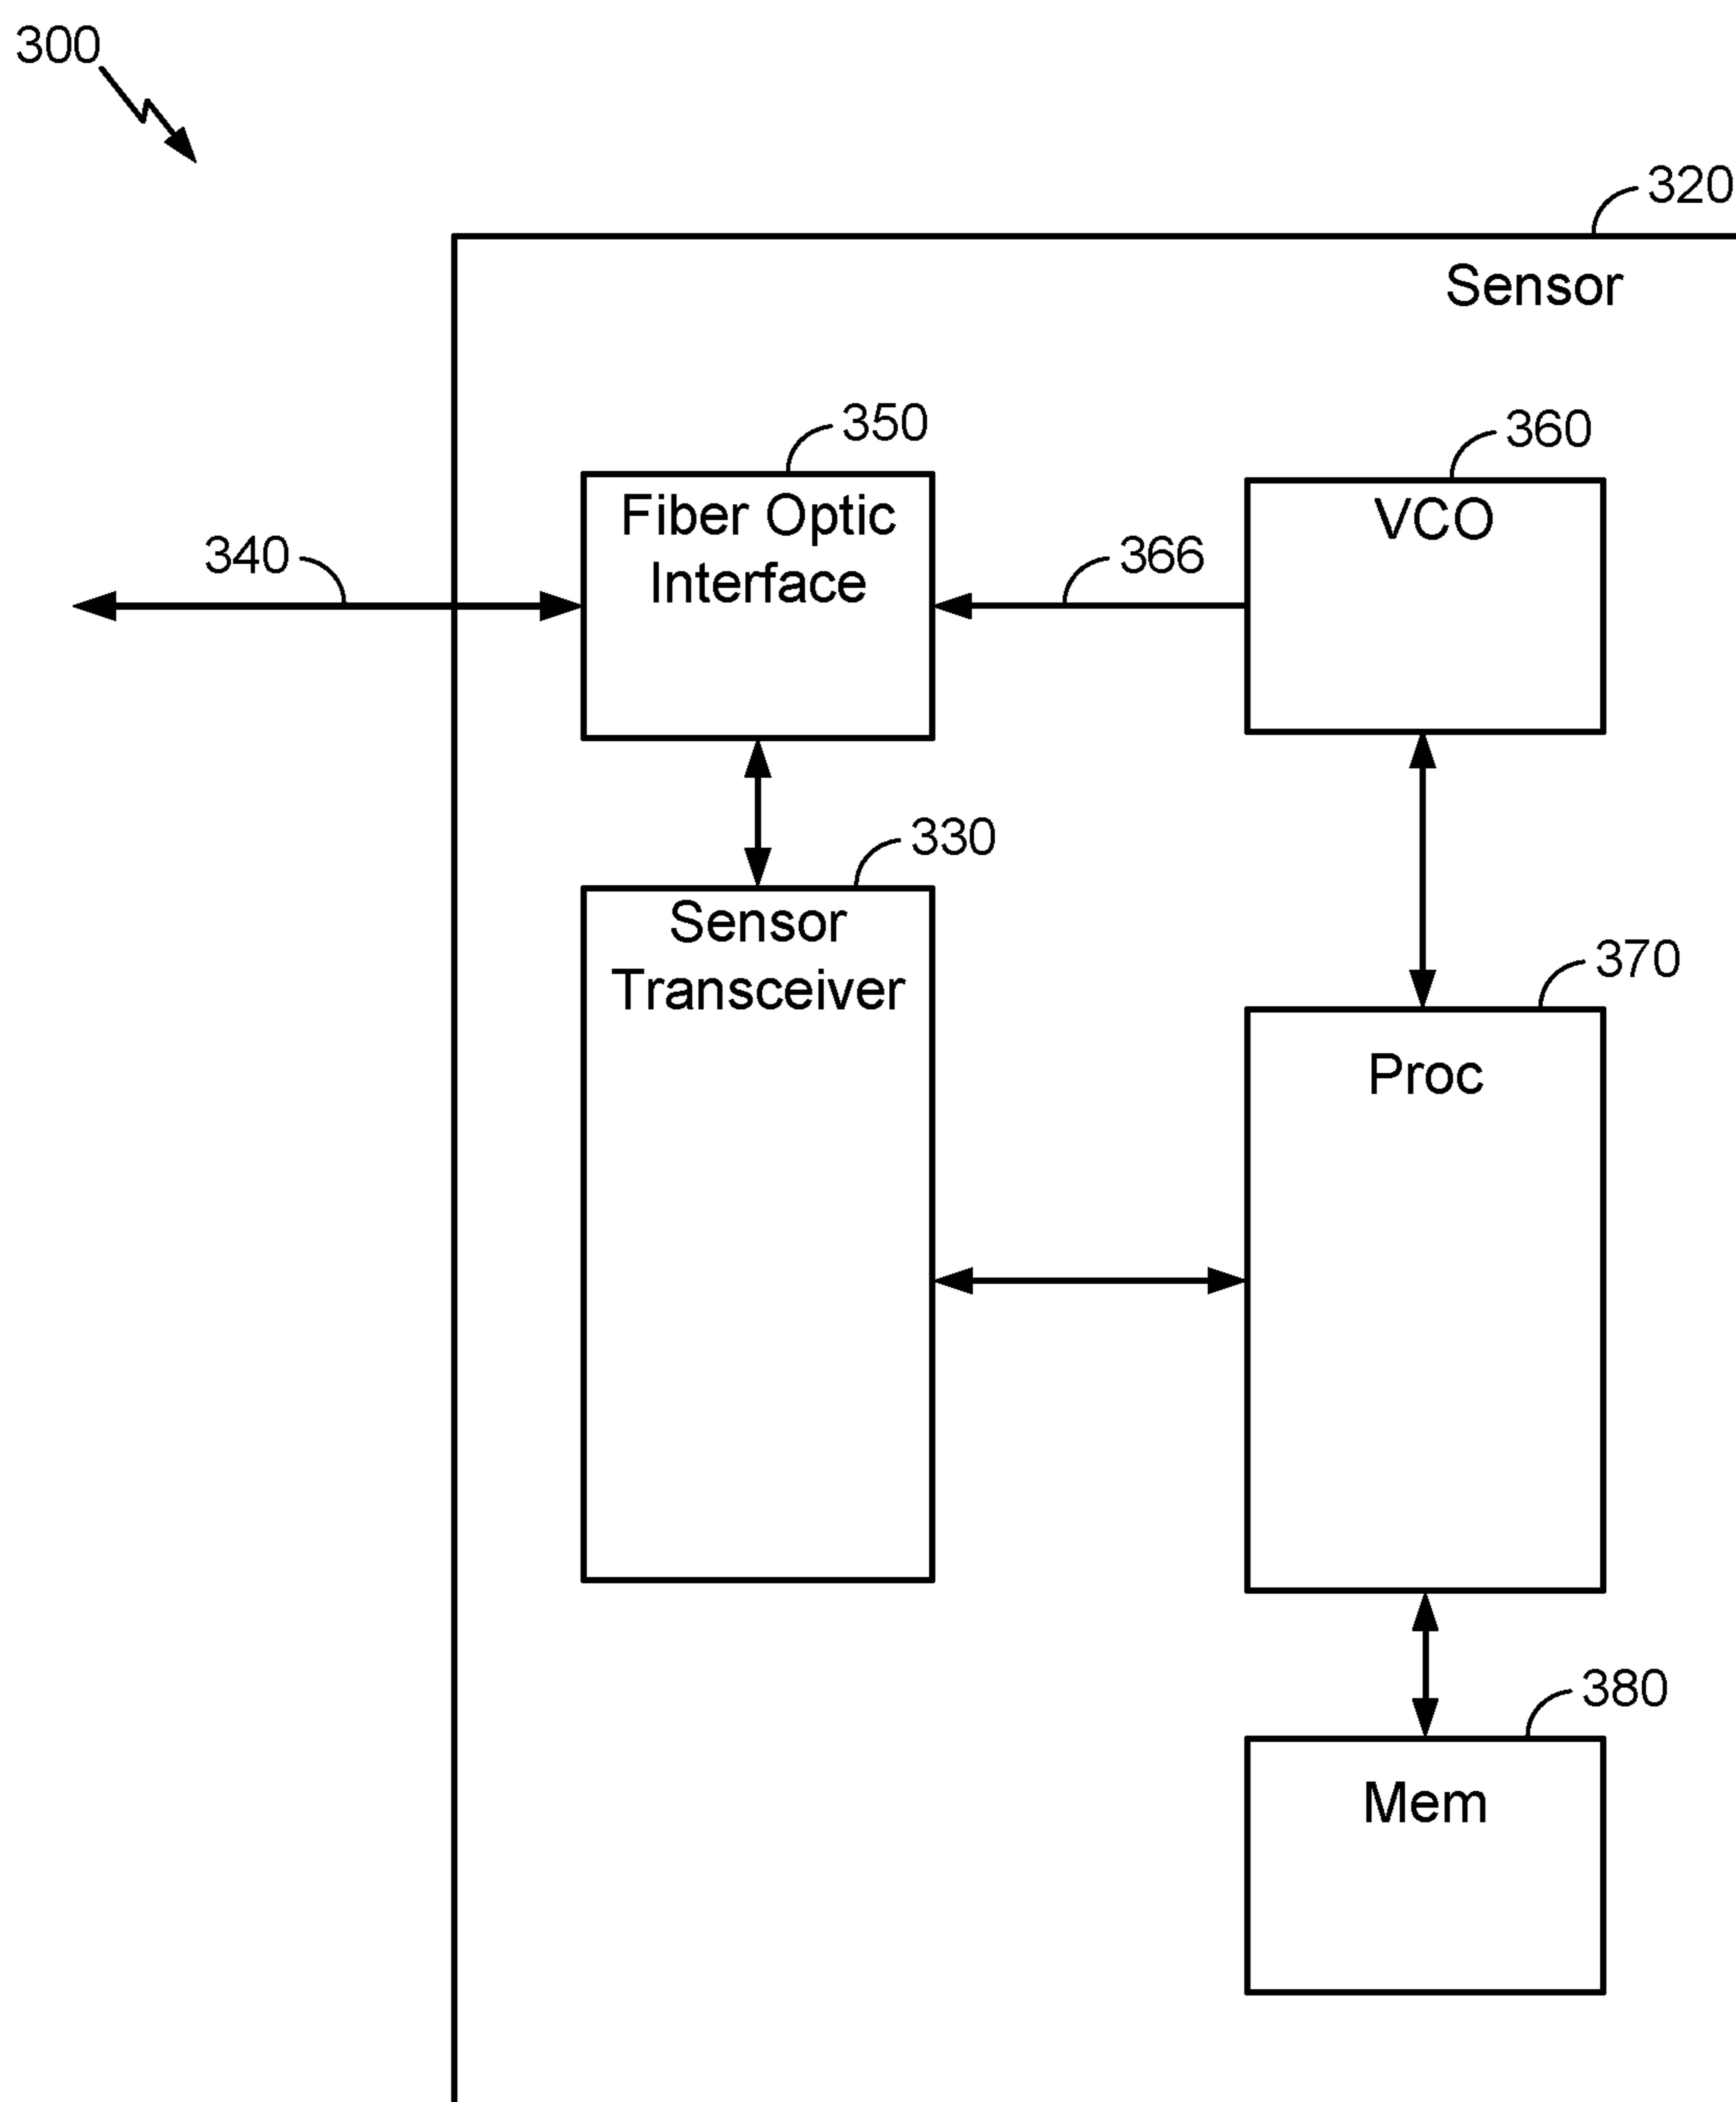 300
320
Sensor
350
360
Fiber Optic
Interface
VCO
340
366
330
Sensor
Transceiver
370
Proc
380
Mem